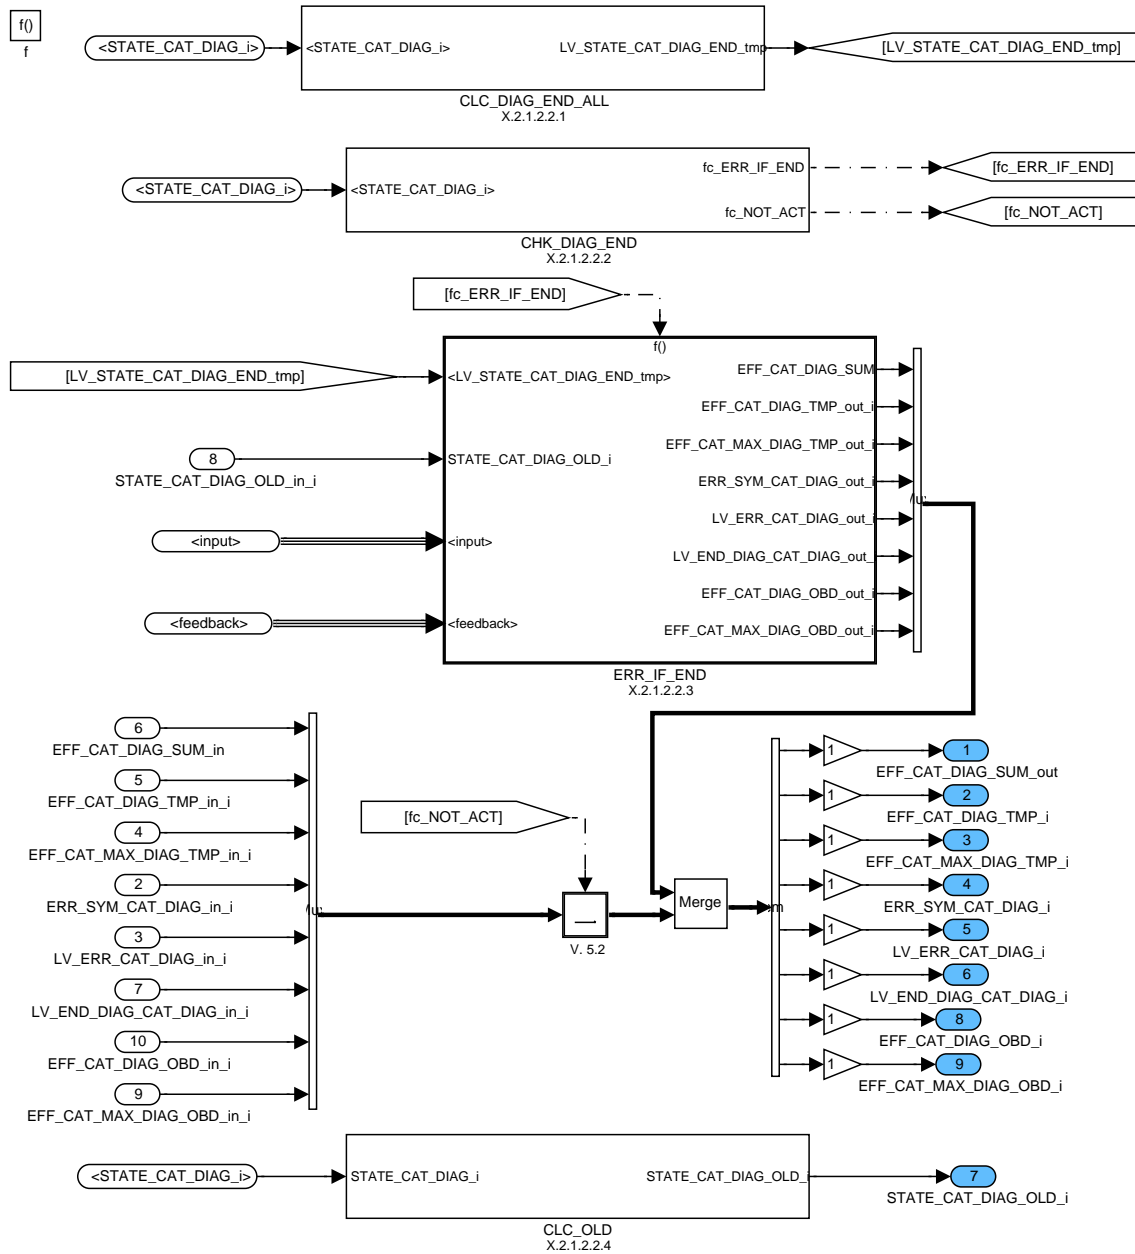 f()
f
<STATE_CAT_DIAG_i>
<STATE_CAT_DIAG_i>
LV_STATE_CAT_DIAG_END_tmp
[LV_STATE_CAT_DIAG_END_tmp]
CLC_DIAG_END_ALL
X.2.1.2.2.1
<STATE_CAT_DIAG_i>
<STATE_CAT_DIAG_i>
fc_ERR_IF_END
[fc_ERR_IF_END]
fc_NOT_ACT
[fc_NOT_ACT]
CHK_DIAG_END
X.2.1.2.2.2
[fc_ERR_IF_END]
f()
[LV_STATE_CAT_DIAG_END_tmp]
<LV_STATE_CAT_DIAG_END_tmp>
8
STATE_CAT_DIAG_OLD_in_i
STATE_CAT_DIAG_OLD_i
<input>
<input>
<feedback>
<feedback>
EFF_CAT_DIAG_SUM
EFF_CAT_DIAG_TMP_out_i
EFF_CAT_MAX_DIAG_TMP_out_i
ERR_SYM_CAT_DIAG_out_i
LV_ERR_CAT_DIAG_out_i
LV_END_DIAG_CAT_DIAG_out_
EFF_CAT_DIAG_OBD_out_i
EFF_CAT_MAX_DIAG_OBD_out_i
ERR_IF_END
X.2.1.2.2.3
6
EFF_CAT_DIAG_SUM_in
5
EFF_CAT_DIAG_TMP_in_i
4
EFF_CAT_MAX_DIAG_TMP_in_i
2
ERR_SYM_CAT_DIAG_in_i
3
LV_ERR_CAT_DIAG_in_i
7
LV_END_DIAG_CAT_DIAG_in_i
10
EFF_CAT_DIAG_OBD_in_i
9
EFF_CAT_MAX_DIAG_OBD_in_i
[fc_NOT_ACT]
V. 5.2
Merge
1
1
EFF_CAT_DIAG_SUM_out
1
2
EFF_CAT_DIAG_TMP_i
1
3
EFF_CAT_MAX_DIAG_TMP_i
1
4
ERR_SYM_CAT_DIAG_i
1
5
LV_ERR_CAT_DIAG_i
1
6
LV_END_DIAG_CAT_DIAG_i
1
8
EFF_CAT_DIAG_OBD_i
1
9
EFF_CAT_MAX_DIAG_OBD_i
<STATE_CAT_DIAG_i>
STATE_CAT_DIAG_i
STATE_CAT_DIAG_OLD_i
7
STATE_CAT_DIAG_OLD_i
CLC_OLD
X.2.1.2.2.4